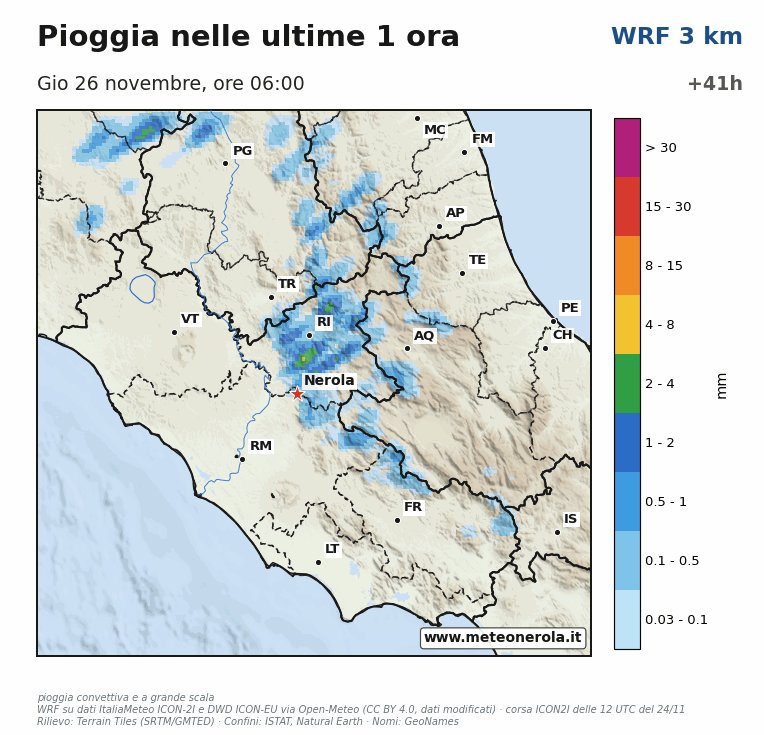 Pioggia nelle ultime 1 ora
WRF 3 km
Gio 26 novembre, ore 06:00
+41h
MC
FM
PG
AP
TE
TR
PE
VT
RI
AQ
CH
Nerola
RM
FR
IS
LT
www.meteonerola.it
> 30
15 - 30
8 - 15
4 - 8
2 - 4
1 - 2
0.5 - 1
0.1 - 0.5
0.03 - 0.1
mm
pioggia convettiva e a grande scala
WRF su dati ItaliaMeteo ICON-2I e DWD ICON-EU via Open-Meteo (CC BY 4.0, dati modificati) · corsa ICON2I delle 12 UTC del 24/11
Rilievo: Terrain Tiles (SRTM/GMTED) · Confini: ISTAT, Natural Earth · Nomi: GeoNames